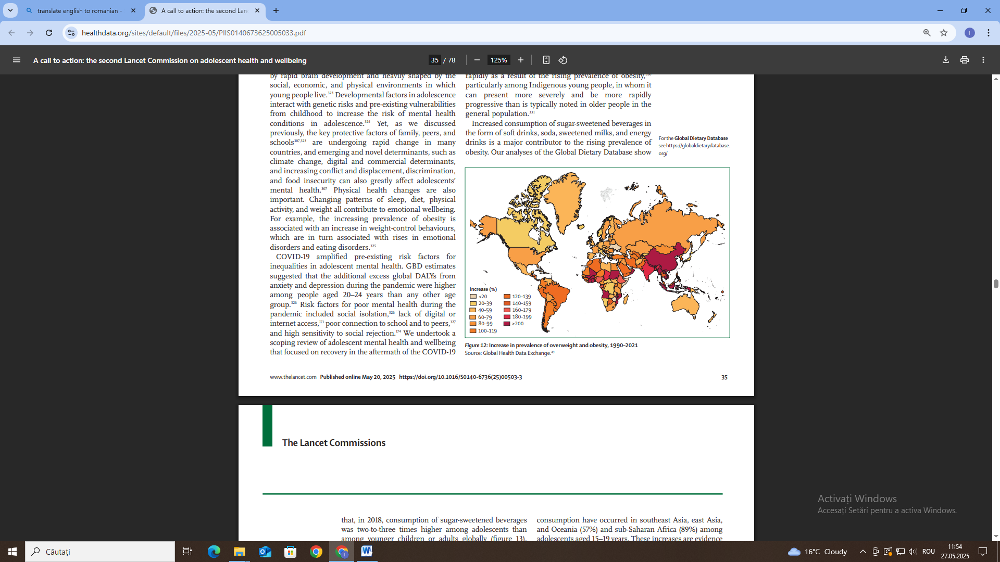 translate english to romanian -
A call to action: the second Lan
healthdata.org/sites/default/files/2025-05/PIIS0140673625005033.pdf
I
A call to action: the second Lancet Commission on adolescent health and wellbeing
35 / 78
125%
by rapid brain development and heavily shaped by the
social, economic, and physical environments in which
young people live.323 Developmental factors in adolescence
interact with genetic risks and pre-existing vulnerabilities
from childhood to increase the risk of mental health
conditions in adolescence.324 Yet, as we discussed
previously, the key protective factors of family, peers, and
schools307,323 are undergoing rapid change in many
countries, and emerging and novel determinants, such as
climate change, digital and commercial determinants,
and increasing conflict and displacement, discrimination,
and food insecurity can also greatly affect adolescents’
mental health.307 Physical health changes are also
important. Changing patterns of sleep, diet, physical
activity, and weight all contribute to emotional wellbeing.
For example, the increasing prevalence of obesity is
associated with an increase in weight-control behaviours,
which are in turn associated with rises in emotional
disorders and eating disorders.325
COVID-19 amplified pre-existing risk factors for
inequalities in adolescent mental health. GBD estimates
suggested that the additional excess global DALYs from
anxiety and depression during the pandemic were higher
among people aged 20–24 years than any other age
group.326 Risk factors for poor mental health during the
pandemic included social isolation,326 lack of digital or
internet access,171 poor connection to school and to peers,327
and high sensitivity to social rejection.174 We undertook a
scoping review of adolescent mental health and wellbeing
that focused on recovery in the aftermath of the COVID-19
rapidly as a result of the rising prevalence of obesity,330
particularly among Indigenous young people, in whom it
can present more severely and be more rapidly
progressive than is typically noted in older people in the
general population.331
Increased consumption of sugar-sweetened beverages in
the form of soft drinks, soda, sweetened milks, and energy
drinks is a major contributor to the rising prevalence of
obesity. Our analyses of the Global Dietary Database show
For the Global Dietary Database
see https://globaldietarydatabase.
org/
Increase (%)
<20
20–39
40–59
60–79
80–99
100–119
120–139
140–159
160–179
180–199
≥200
Figure 12: Increase in prevalence of overweight and obesity, 1990–2021
Source: Global Health Data Exchange.49
www.thelancet.com Published online May 20, 2025 https://doi.org/10.1016/S0140-6736(25)00503-3
35
The Lancet Commissions
that, in 2018, consumption of sugar-sweetened beverages
was two-to-three times higher among adolescents than
among younger children or adults globally (figure 13).
consumption have occurred in southeast Asia, east Asia,
and Oceania (57%) and sub-Saharan Africa (89%) among
adolescents aged 15–19 years. These increases are evidence
Activați Windows
Accesați Setări pentru a activa Windows.
Căutați
16°C Cloudy
ROU
11:54
27.05.2025